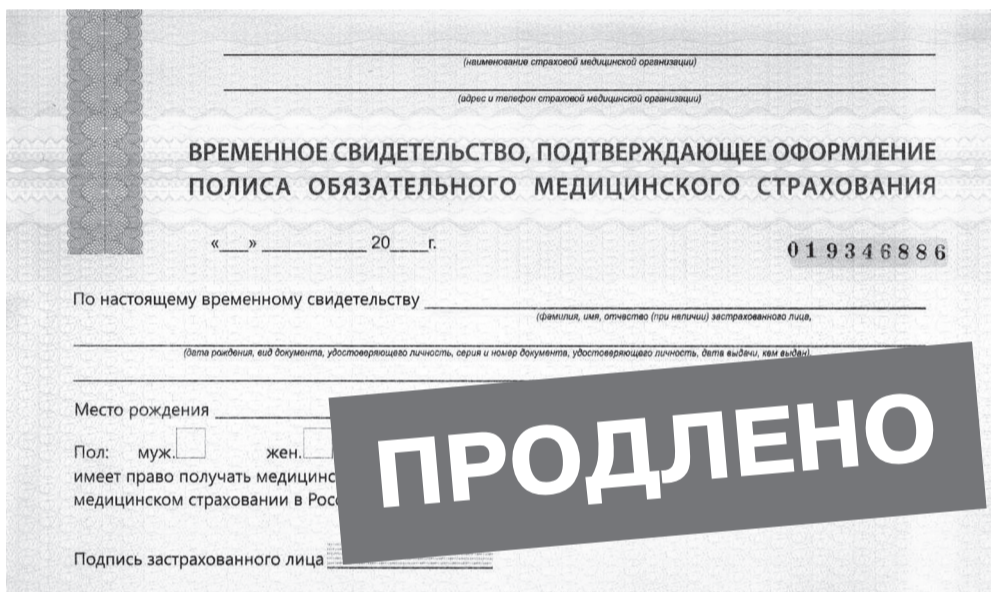 (наименование страховой медицинской организации)
(адрес и телефон страховой медицинской организации)
ВРЕМЕННОЕ СВИДЕТЕЛЬСТВО, ПОДТВЕРЖДАЮЩЕЕ ОФОРМЛЕНИЕ
ПОЛИСА ОБЯЗАТЕЛЬНОГО МЕДИЦИНСКОГО СТРАХОВАНИЯ
«___» ____________ 20____г.
019346886
По настоящему временному свидетельству
(фамилия, имя, отчество (при наличии) застрахованного лица,
(дата рождения, вид документа, удостоверяющего личность, серия и номер документа, удостоверяющего личность, дата выдачи, кем выдан)
Место рождения
Пол: муж. жен.
имеет право получать медицинс
медицинском страховании в Рос
ПРОДЛЕНО
Подпись застрахованного лица